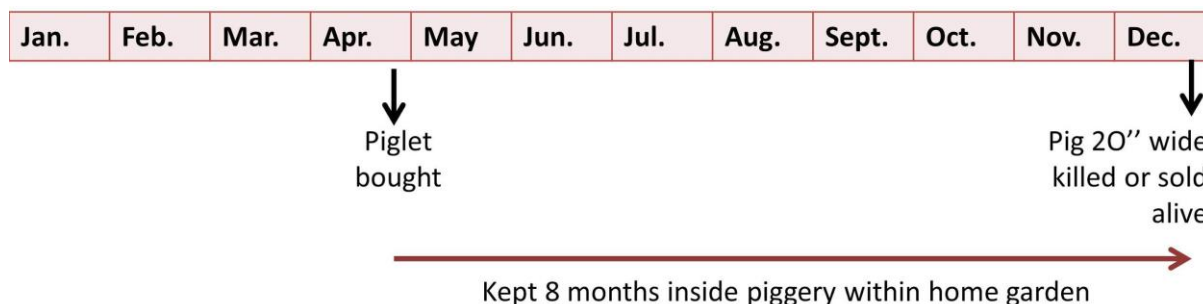 Jan. Feb. Mar. Apr. May Jun. Jul. Aug. Sept. Oct. Nov. Dec.
Piglet
bought
Pig 2O'' wide
killed or sold
alive
Kept 8 months inside piggery within home garden